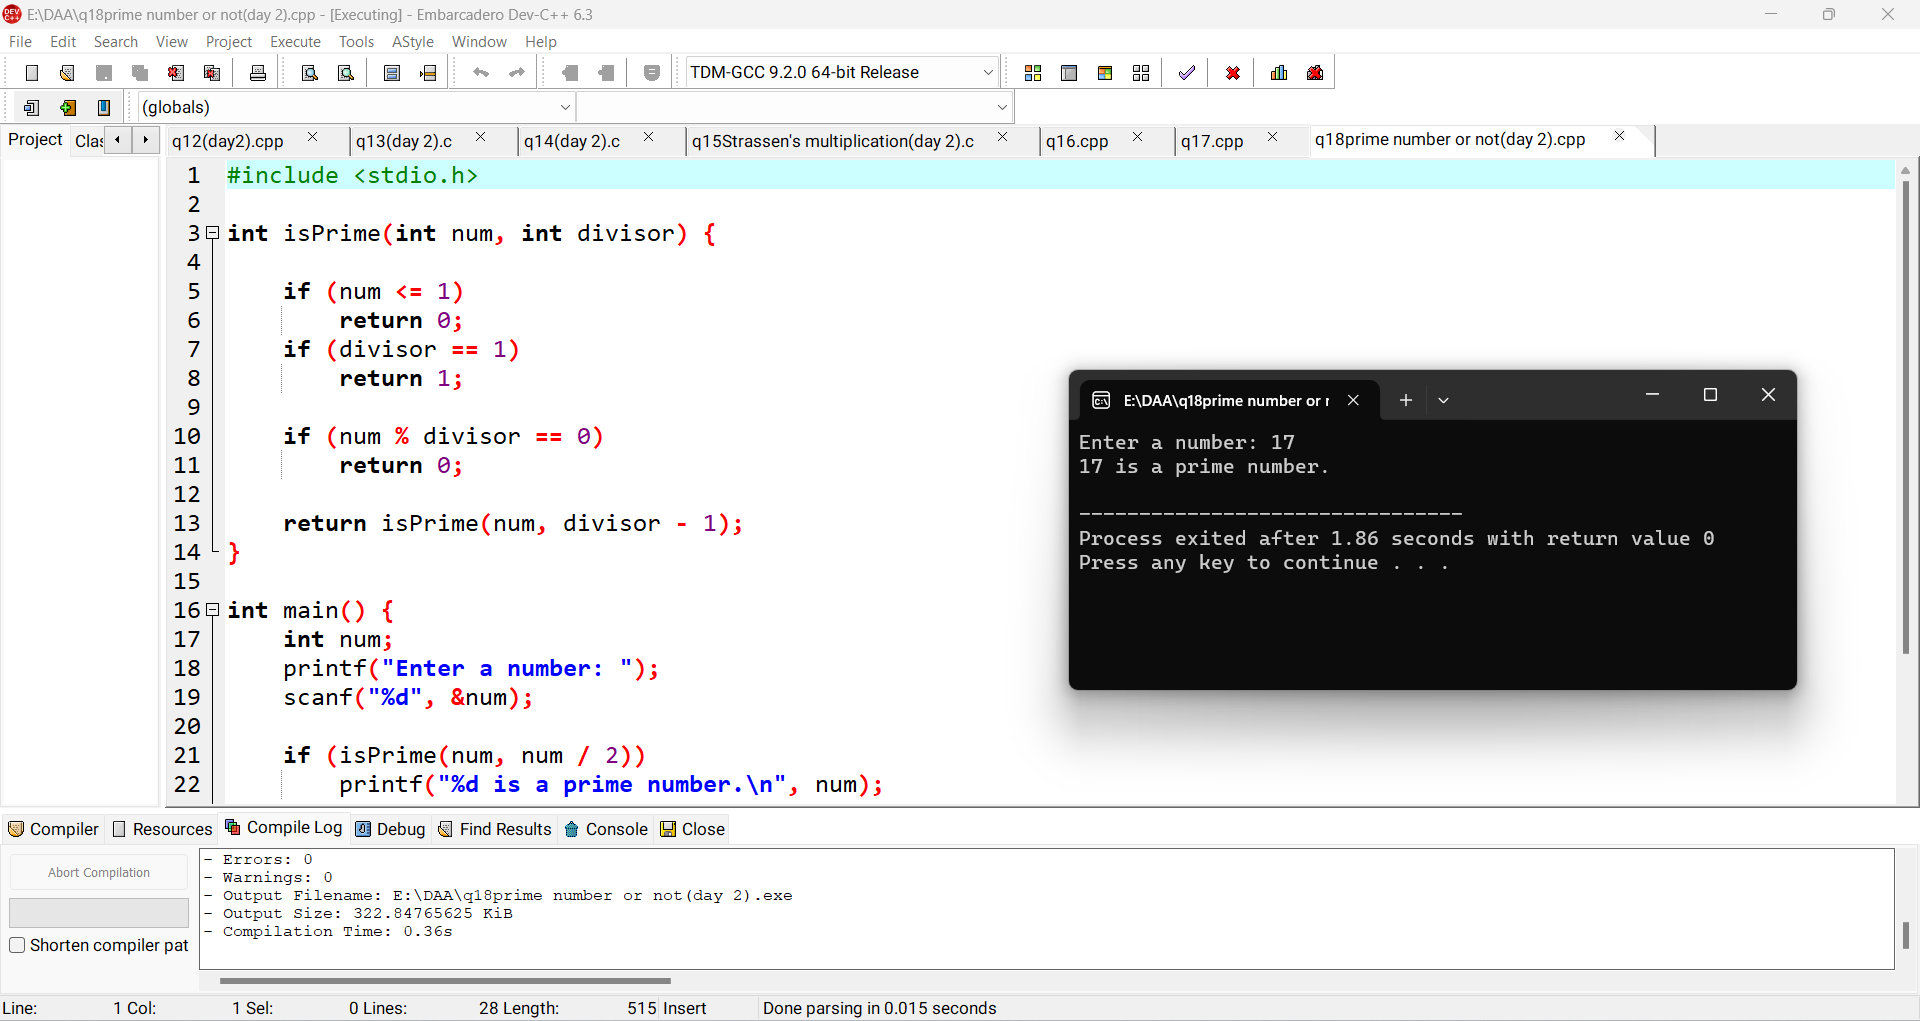 E:\DAA\q18prime number or not(day 2).cpp - [Executing] - Embarcadero Dev-C++ 6.3
File Edit Search View Project Execute Tools AStyle Window Help
TDM-GCC 9.2.0 64-bit Release
(globals)
Project Clas q12(day2).cpp q13(day 2).c q14(day 2).c q15Strassen's multiplication(day 2).c q16.cpp q17.cpp q18prime number or not(day 2).cpp
1 #include <stdio.h>
2
3 int isPrime(int num, int divisor) {
4
5 if (num <= 1)
6 return 0;
7 if (divisor == 1)
8 return 1;
9
10 if (num % divisor == 0)
11 return 0;
12
13 return isPrime(num, divisor - 1);
14 }
15
16 int main() {
17 int num;
18 printf("Enter a number: ");
19 scanf("%d", &num);
20
21 if (isPrime(num, num / 2))
22 printf("%d is a prime number.\n", num);
E:\DAA\q18prime number or r
Enter a number: 17
17 is a prime number.
--------------------------------
Process exited after 1.86 seconds with return value 0
Press any key to continue . . .
Compiler Resources Compile Log Debug Find Results Console Close
Abort Compilation
Shorten compiler pat
- Errors: 0
- Warnings: 0
- Output Filename: E:\DAA\q18prime number or not(day 2).exe
- Output Size: 322.84765625 KiB
- Compilation Time: 0.36s
Line: 1 Col: 1 Sel: 0 Lines: 28 Length: 515 Insert Done parsing in 0.015 seconds